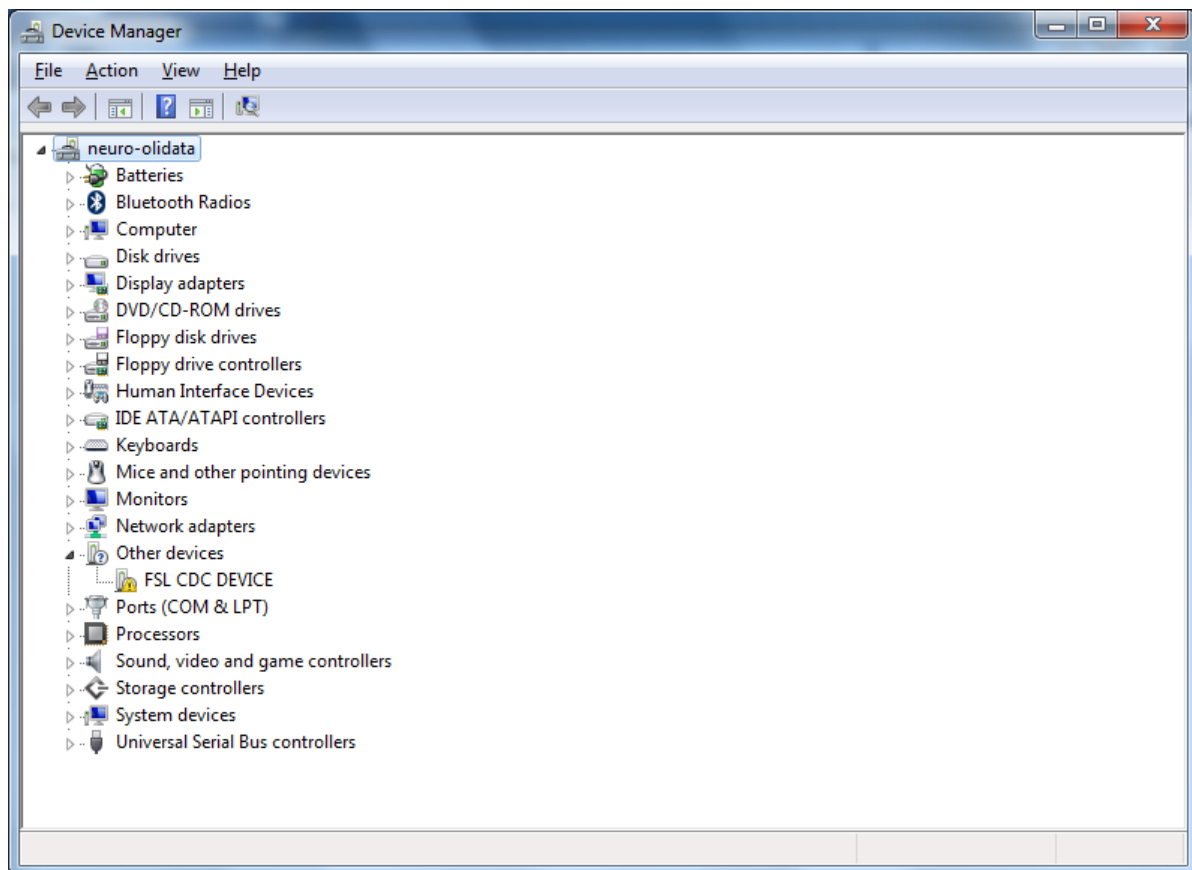 Device Manager
File Action View Help
neuro-olidata
Batteries
Bluetooth Radios
Computer
Disk drives
Display adapters
DVD/CD-ROM drives
Floppy disk drives
Floppy drive controllers
Human Interface Devices
IDE ATA/ATAPI controllers
Keyboards
Mice and other pointing devices
Monitors
Network adapters
Other devices
FSL CDC DEVICE
Ports (COM & LPT)
Processors
Sound, video and game controllers
Storage controllers
System devices
Universal Serial Bus controllers